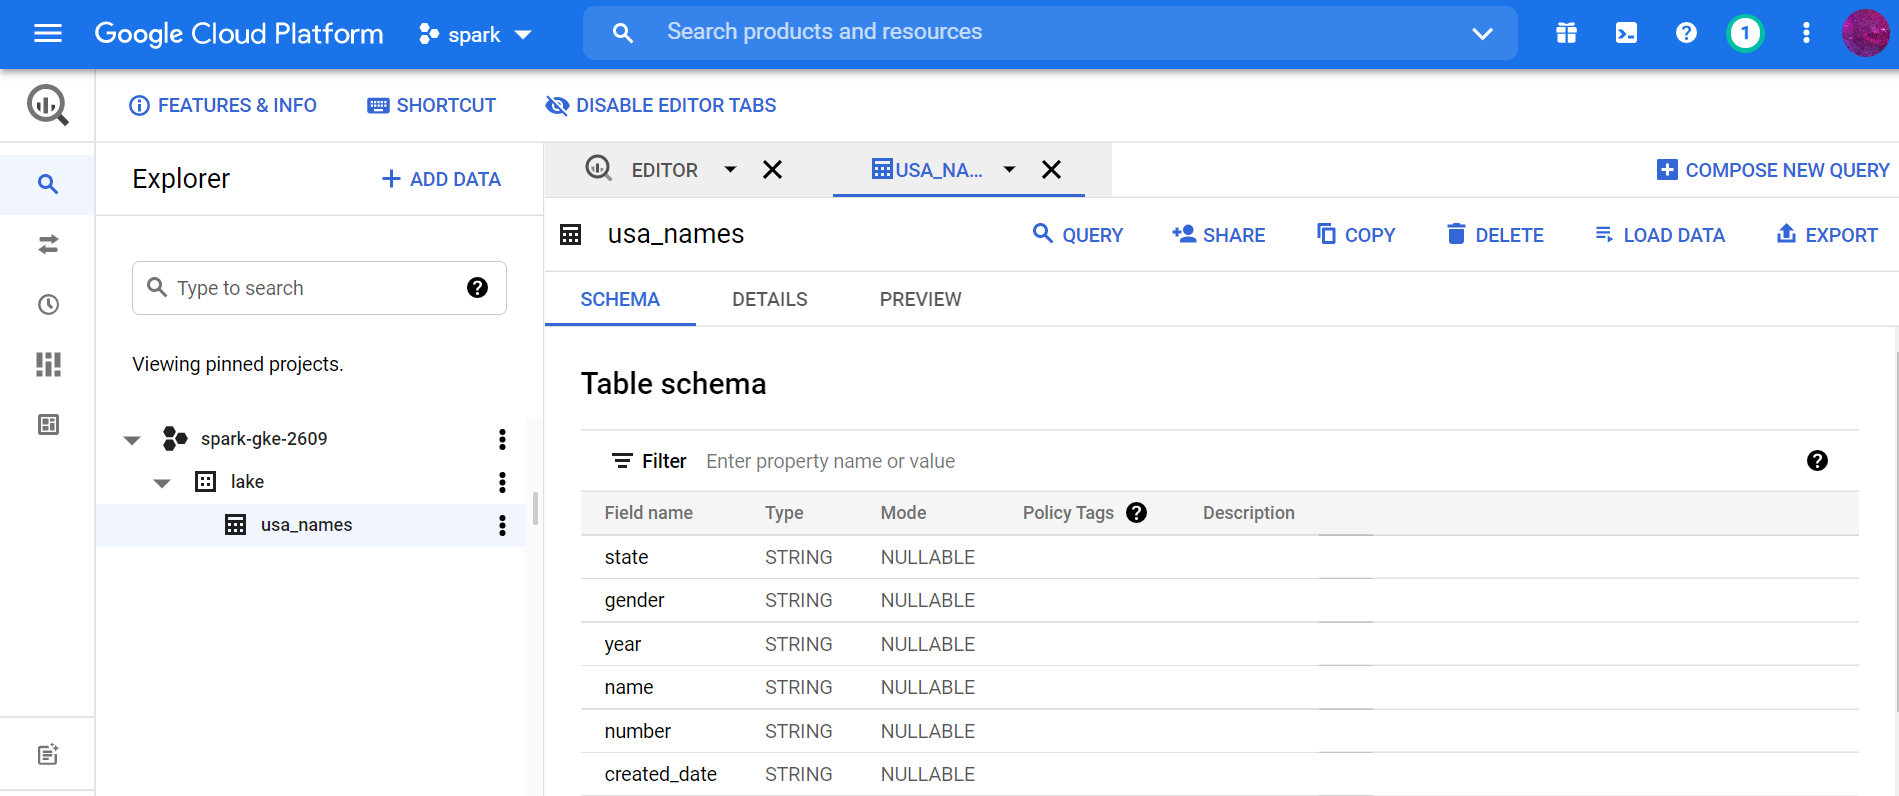 Google Cloud Platform spark Search products and resources 1
FEATURES & INFO SHORTCUT DISABLE EDITOR TABS
Explorer + ADD DATA
Type to search
Viewing pinned projects.
spark-gke-2609
lake
usa_names
EDITOR USA_NA... COMPOSE NEW QUERY
usa_names QUERY SHARE COPY DELETE LOAD DATA EXPORT
SCHEMA DETAILS PREVIEW
Table schema
Filter Enter property name or value
Field name Type Mode Policy Tags Description
state STRING NULLABLE
gender STRING NULLABLE
year STRING NULLABLE
name STRING NULLABLE
number STRING NULLABLE
created_date STRING NULLABLE